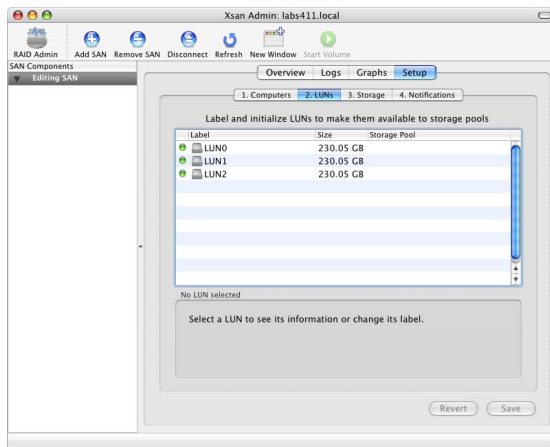 Xsan Admin: labs411.local
RAID Admin Add SAN Remove SAN Disconnect Refresh New Window Start Volume
SAN Components
Editing SAN
Overview Logs Graphs Setup
1. Computers 2. LUNs 3. Storage 4. Notifications
Label and initialize LUNs to make them available to storage pools
Label Size Storage Pool
LUN0 230.05 GB
LUN1 230.05 GB
LUN2 230.05 GB
No LUN selected
Select a LUN to see its information or change its label.
Revert Save